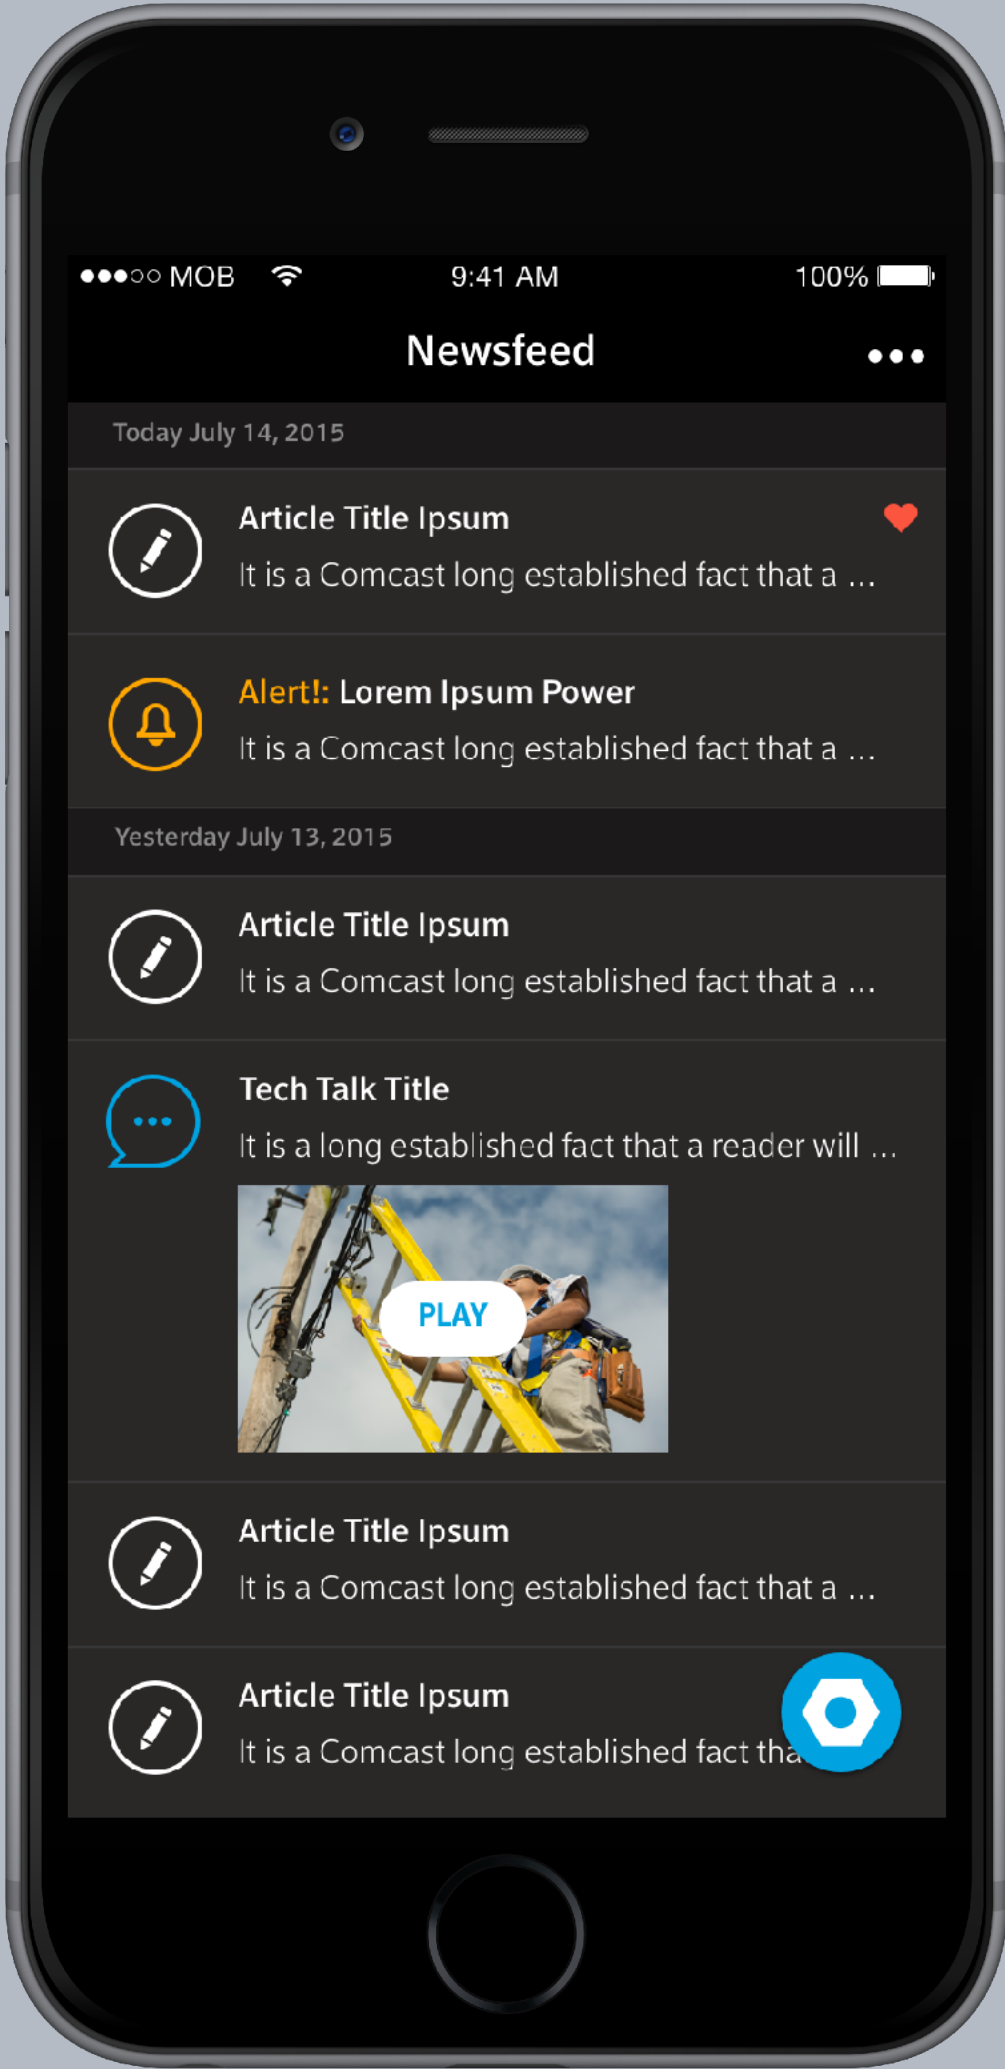 MOB
9:41 AM
100%
Newsfeed
Today July 14, 2015
Article Title Ipsum
It is a Comcast long established fact that a ...
Alert!: Lorem Ipsum Power
It is a Comcast long established fact that a ...
Yesterday July 13, 2015
Article Title Ipsum
It is a Comcast long established fact that a ...
Tech Talk Title
It is a long established fact that a reader will ...
PLAY
Article Title Ipsum
It is a Comcast long established fact that a ...
Article Title Ipsum
It is a Comcast long established fact tha